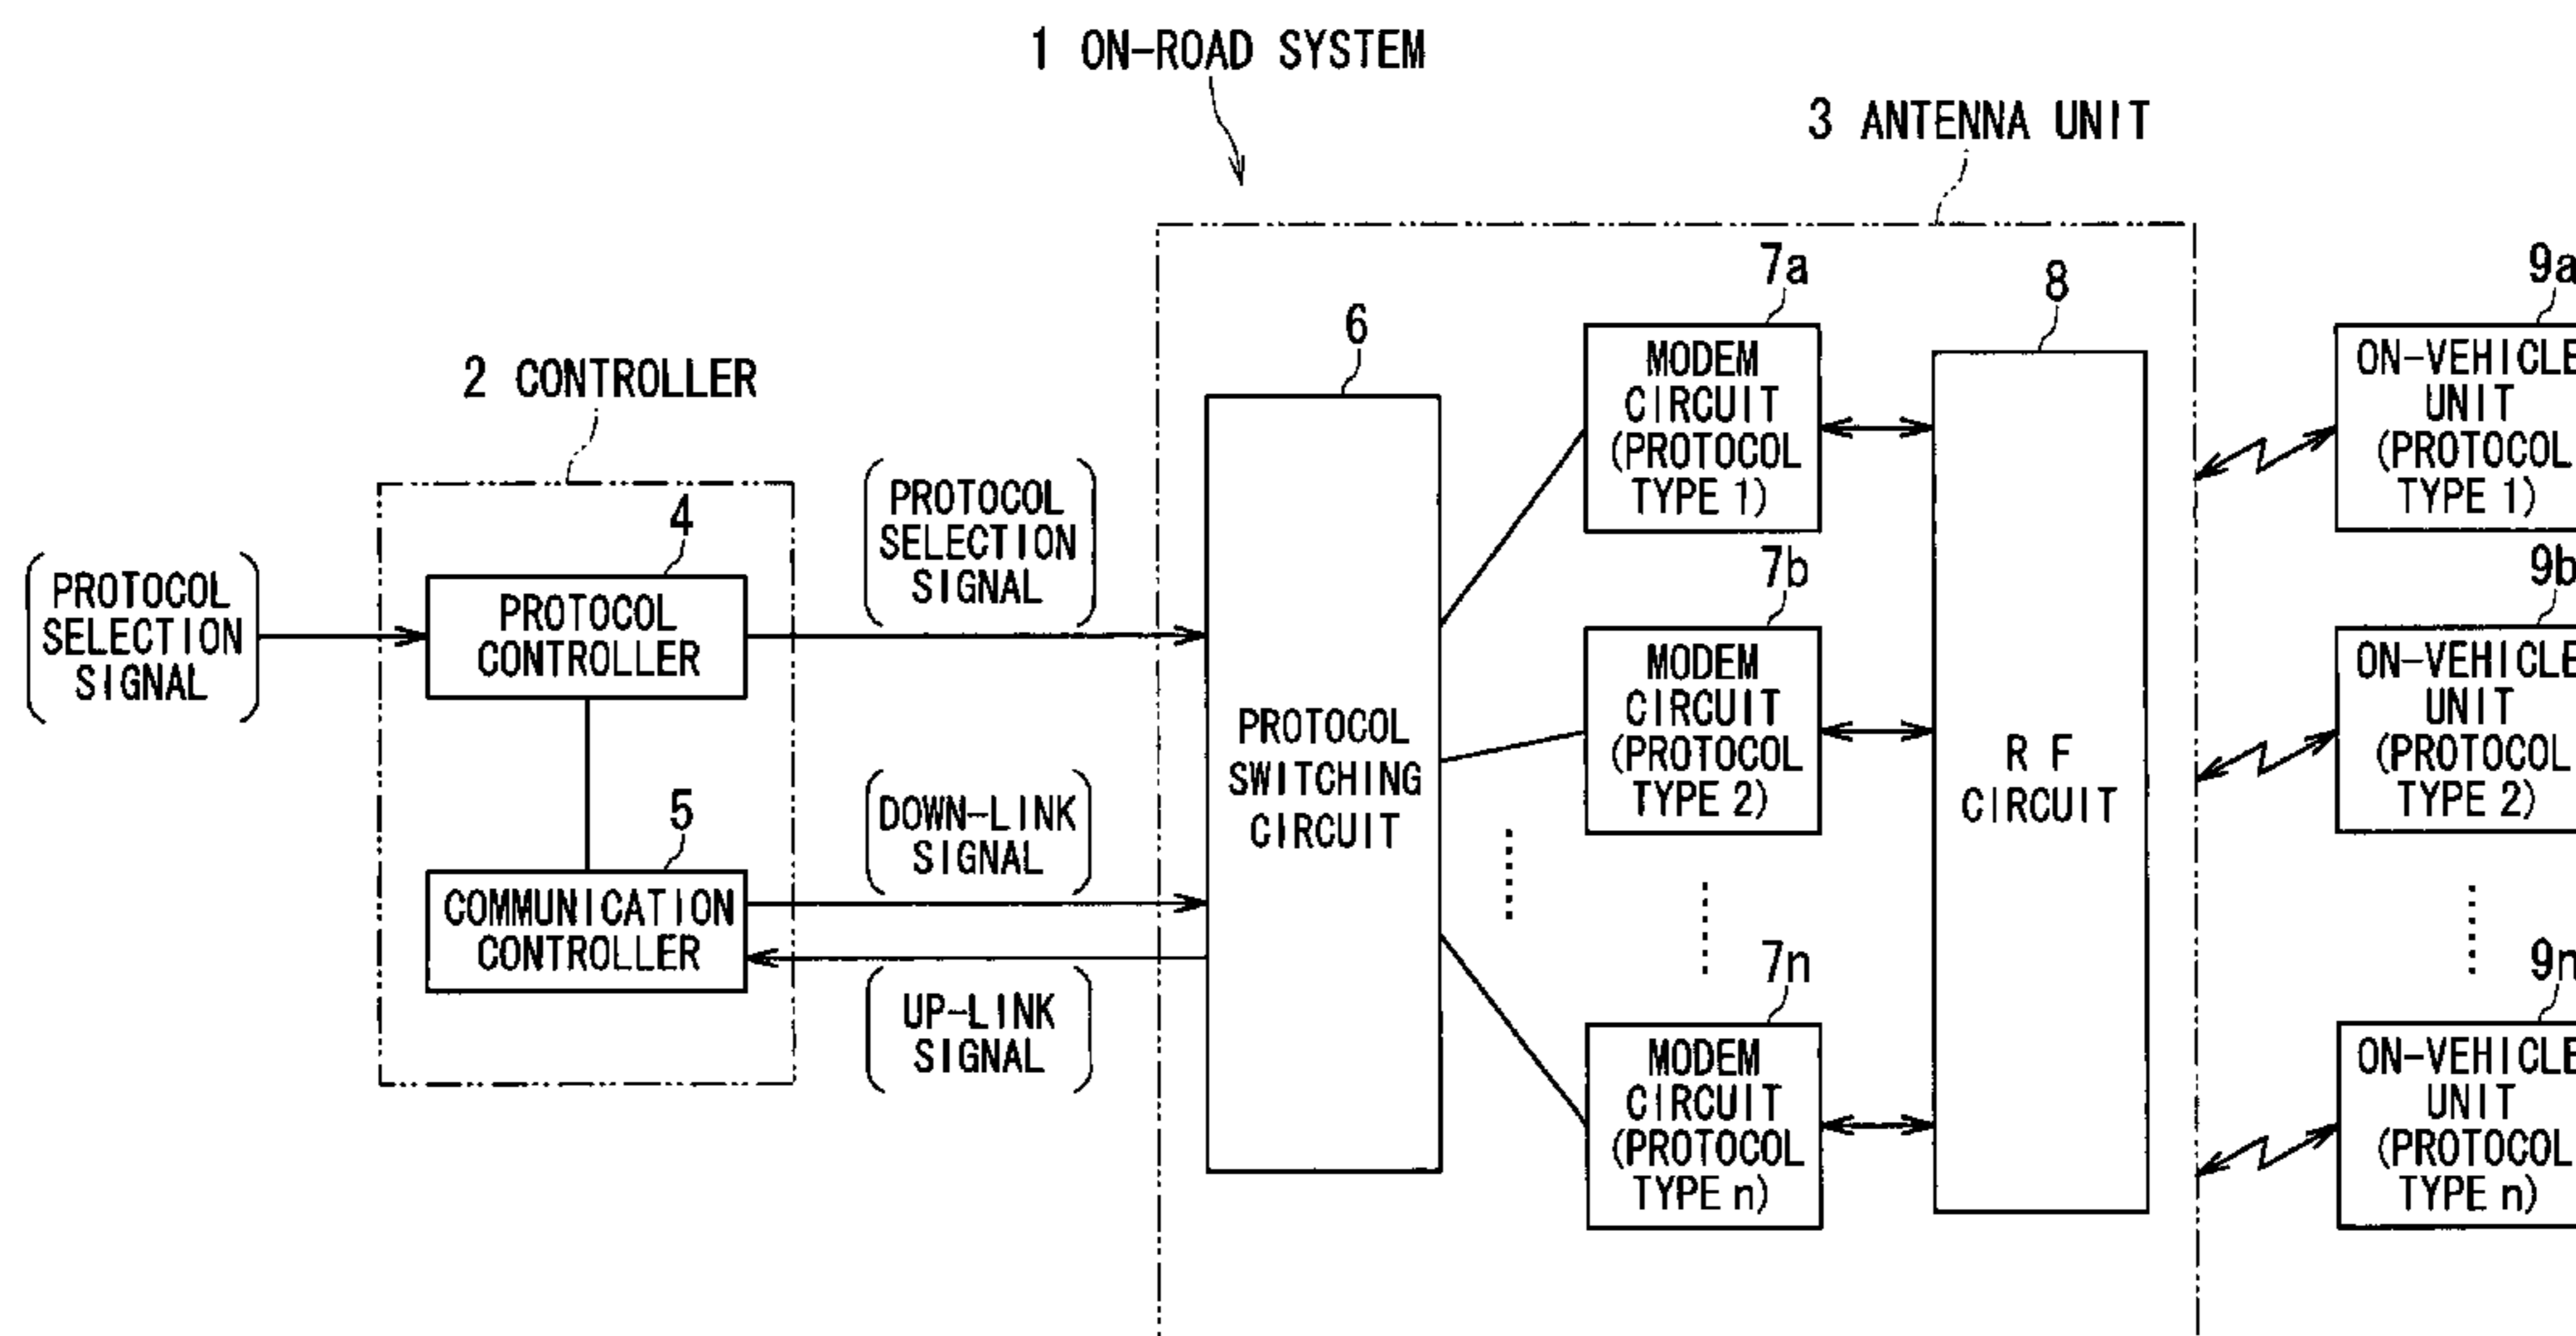 1 ON-ROAD SYSTEM
3 ANTENNA UNIT
2 CONTROLLER
PROTOCOL
SELECTION
SIGNAL
4
PROTOCOL
CONTROLLER
5
COMMUNICATION
CONTROLLER
PROTOCOL
SELECTION
SIGNAL
DOWN-LINK
SIGNAL
UP-LINK
SIGNAL
6
PROTOCOL
SWITCHING
CIRCUIT
7a
MODEM
CIRCUIT
(PROTOCOL
TYPE 1)
7b
MODEM
CIRCUIT
(PROTOCOL
TYPE 2)
7n
MODEM
CIRCUIT
(PROTOCOL
TYPE n)
8
R F
CIRCUIT
9a
ON-VEHICLE
UNIT
(PROTOCOL
TYPE 1)
9b
ON-VEHICLE
UNIT
(PROTOCOL
TYPE 2)
9n
ON-VEHICLE
UNIT
(PROTOCOL
TYPE n)